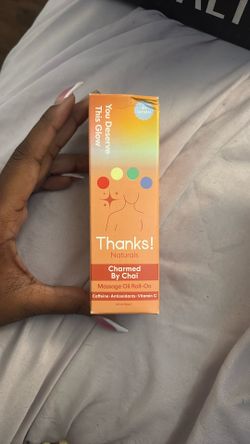 You Deserve
This Glow
Thanks!
Naturals
Charmed
By Chai
Massage Oil Roll-On
Caffeine • Antioxidants • Vitamin C